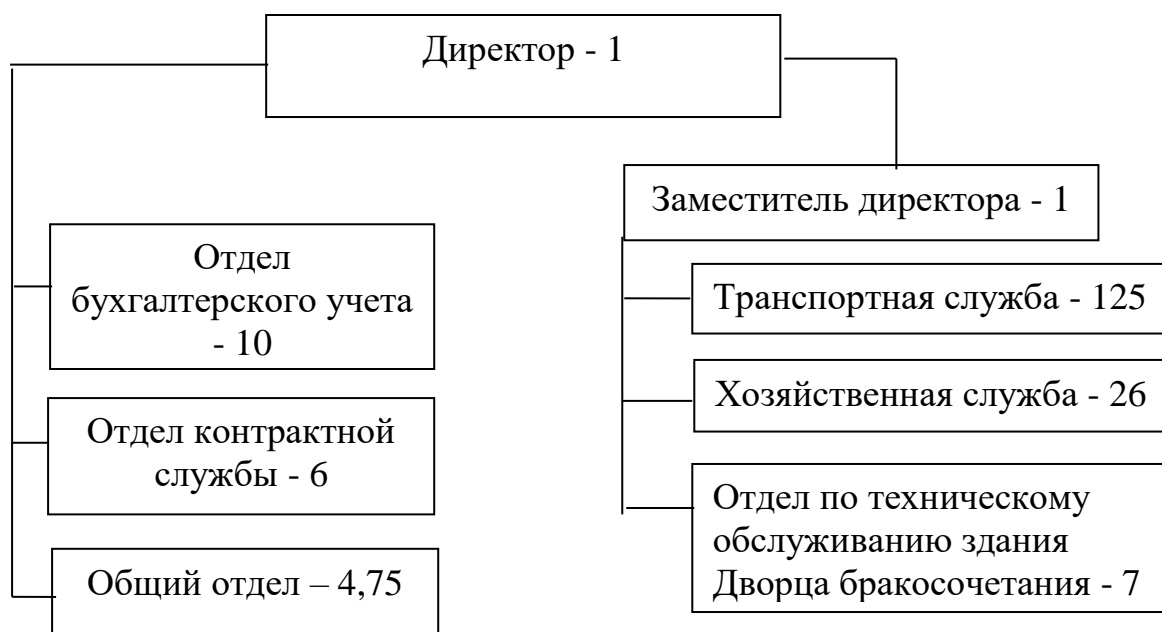 Директор - 1
Заместитель директора - 1
Отдел
бухгалтерского учета
- 10
Транспортная служба - 125
Хозяйственная служба - 26
Отдел контрактной
службы - 6
Отдел по техническому
обслуживанию здания
Дворца бракосочетания - 7
Общий отдел – 4,75